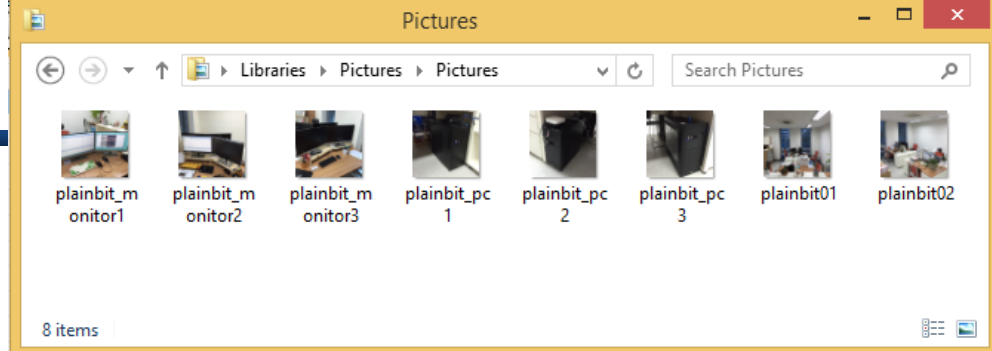 Pictures
Libraries Pictures Pictures
Search Pictures
plainbit_m
onitor1
plainbit_m
onitor2
plainbit_m
onitor3
plainbit_pc
1
plainbit_pc
2
plainbit_pc
3
plainbit01
plainbit02
8 items